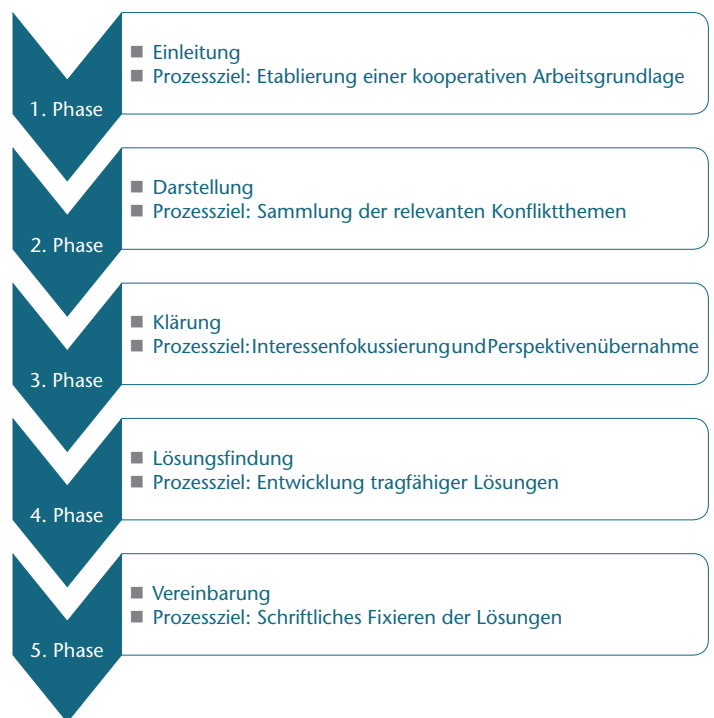 1. Phase
■ Einleitung
■ Prozessziel: Etablierung einer kooperativen Arbeitsgrundlage
2. Phase
■ Darstellung
■ Prozessziel: Sammlung der relevanten Konfliktthemen
3. Phase
■ Klärung
■ Prozessziel:InteressenfokussierungundPerspektivenübernahme
4. Phase
■ Lösungsfindung
■ Prozessziel: Entwicklung tragfähiger Lösungen
5. Phase
■ Vereinbarung
■ Prozessziel: Schriftliches Fixieren der Lösungen